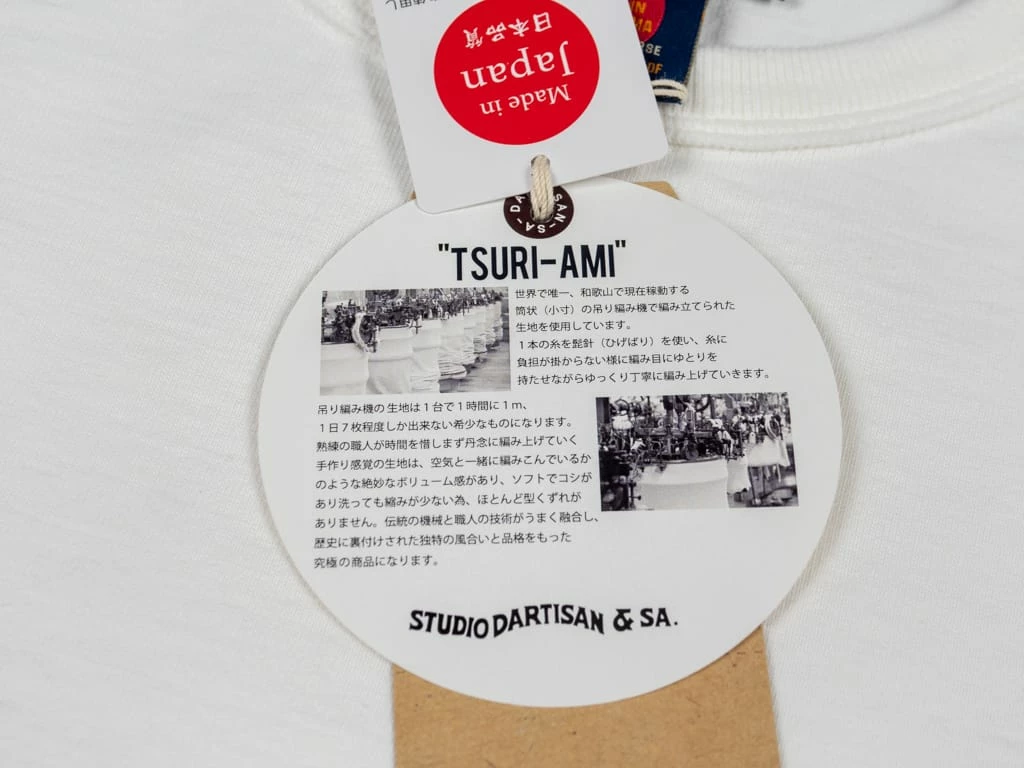 使用し
Made in
Japan
日本品質
IN
MA
RSE
OF
D'A
SAN-SA-
"TSURI-AMI"
世界で唯一、和歌山で現在稼動する
筒状（小寸）の吊り編み機で編み立てられた
生地を使用しています。
1本の糸を髭針（ひげばり）を使い、糸に
負担が掛からない様に編み目にゆとりを
持たせながらゆっくり丁寧に編み上げていきます。
吊り編み機の生地は1台で1時間に1m、
1日7枚程度しか出来ない希少なものになります。
熟練の職人が時間を惜しまず丹念に編み上げていく
手作り感覚の生地は、空気と一緒に編みこんでいるか
のような絶妙なボリューム感があり、ソフトでコシが
あり洗っても縮みが少ない為、ほとんど型くずれが
ありません。伝統の機械と職人の技術がうまく融合し、
歴史に裏付けされた独特の風合いと品格をもった
究極の商品になります。
STUDIO DARTISAN & SA.